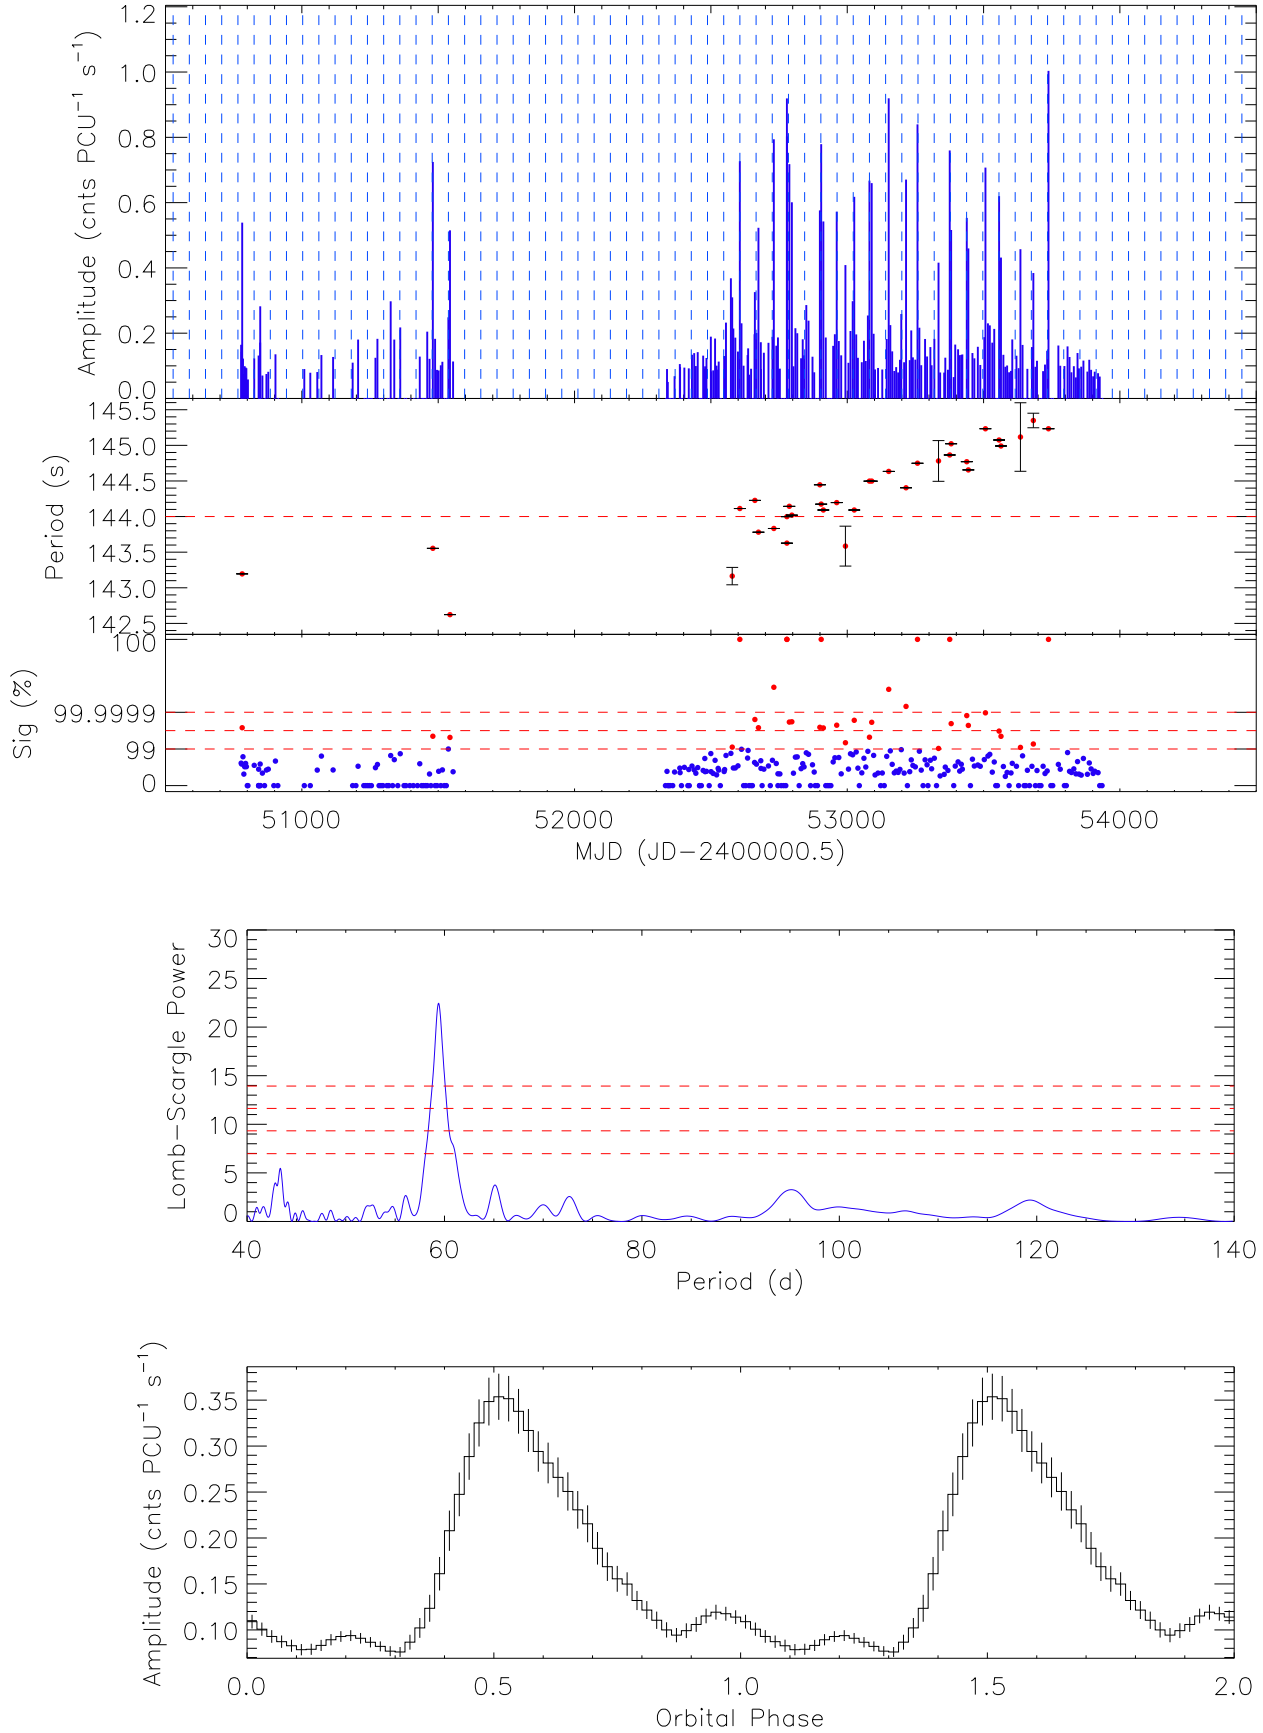 Amplitude (cnts PCU⁻¹ s⁻¹)
1.2
1.0
0.8
0.6
0.4
0.2
0.0
Period (s)
145.5
145.0
144.5
144.0
143.5
143.0
142.5
Sig (%)
100
99.9999
99
0
51000 52000 53000 54000
MJD (JD−2400000.5)
Lomb−Scargle Power
30
25
20
15
10
5
0
40 60 80 100 120 140
Period (d)
Amplitude (cnts PCU⁻¹ s⁻¹)
0.35
0.30
0.25
0.20
0.15
0.10
0.0 0.5 1.0 1.5 2.0
Orbital Phase